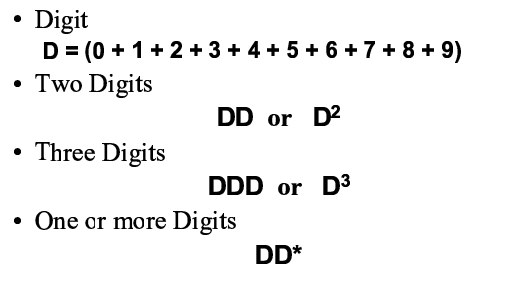 • Digit
D = (0 + 1 + 2 + 3 + 4 + 5 + 6 + 7 + 8 + 9)
• Two Digits
DD or D²
• Three Digits
DDD or D³
• One or more Digits
DD*